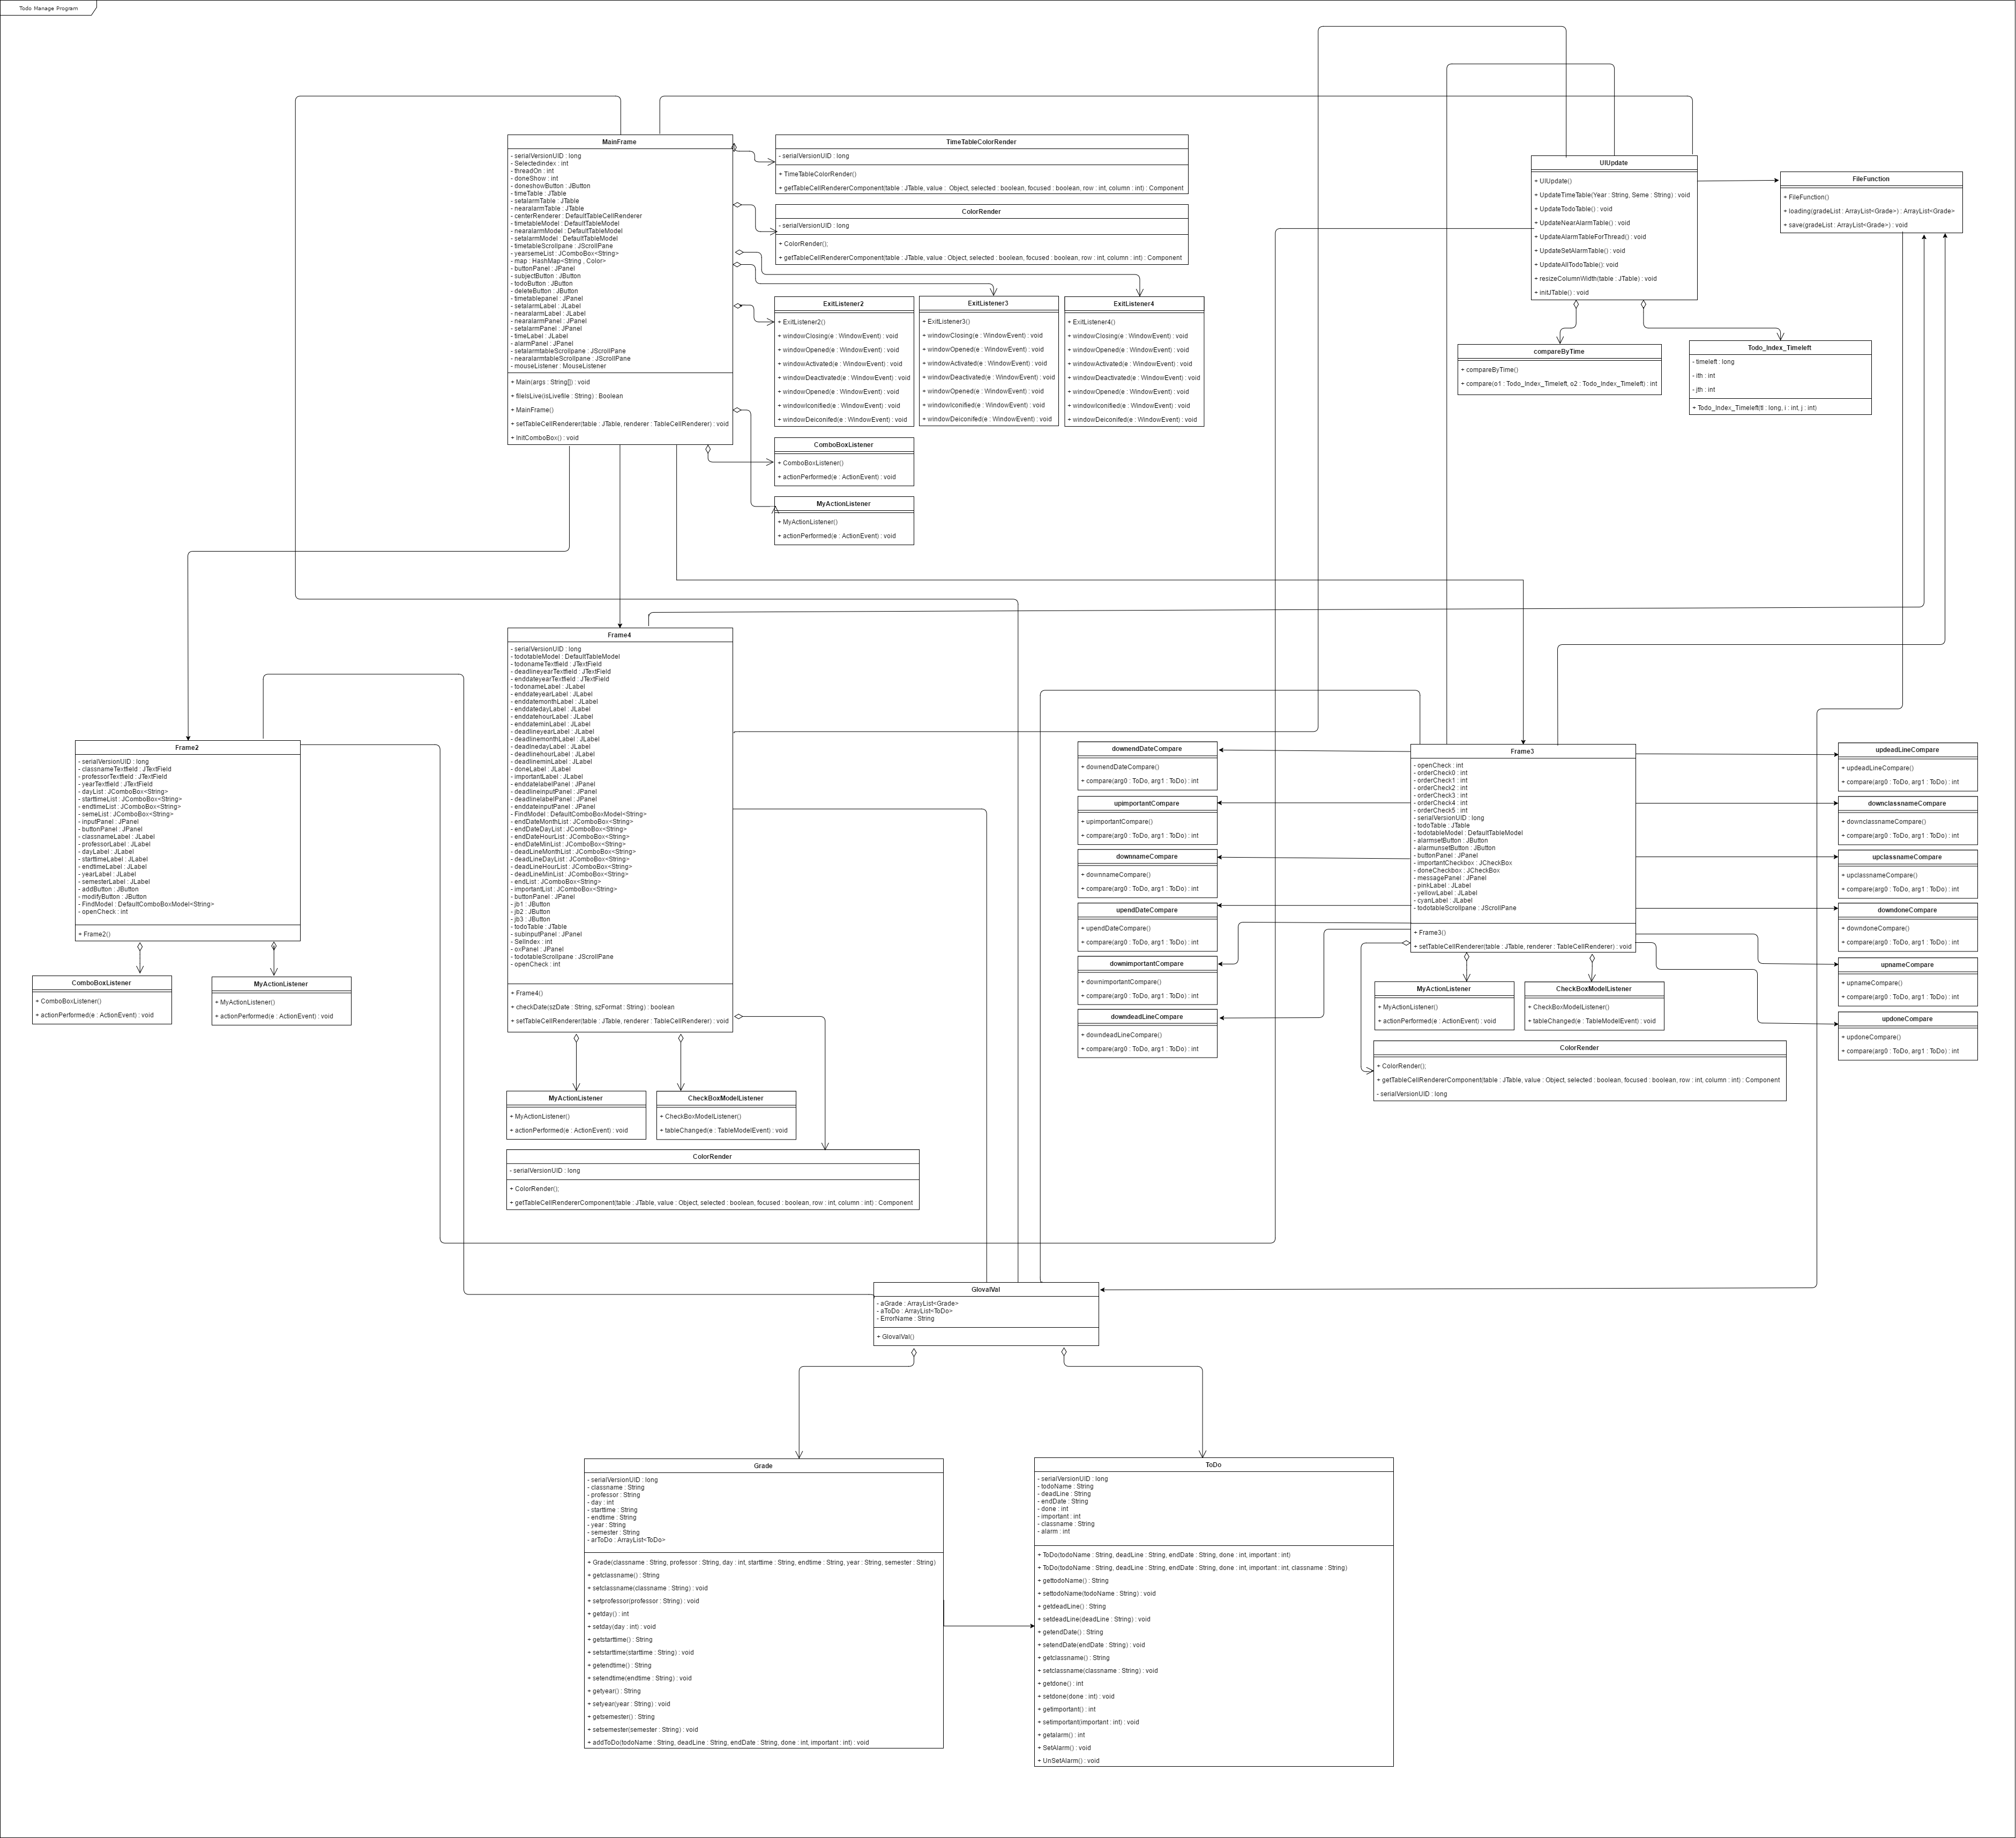 Todo Manage Program
MainFrame
- serialVersionUID : long
- Selectedindex : int
- threadOn : int
- doneShow : int
- doneshowButton : JButton
- timeTable : JTable
- setalarmTable : JTable
- nearalarmTable : JTable
- centerRenderer : DefaultTableCellRenderer
- timetableModel : DefaultTableModel
- nearalarmModel : DefaultTableModel
- setalarmModel : DefaultTableModel
- timetableScrollpane : JScrollPane
- yearsemeList : JComboBox<String>
- map : HashMap<String , Color>
- buttonPanel : JPanel
- subjectButton : JButton
- todoButton : JButton
- deleteButton : JButton
- timetablepanel : JPanel
- setalarmLabel : JLabel
- nearalarmLabel : JLabel
- nearalarmPanel : JPanel
- setalarmPanel : JPanel
- timeLabel : JLabel
- alarmPanel : JPanel
- setalarmtableScrollpane : JScrollPane
- nearalarmtableScrollpane : JScrollPane
- mouseListener : MouseListener
+ Main(args : String[]) : void
+ fileIsLive(isLivefile : String) : Boolean
+ MainFrame()
+ setTableCellRenderer(table : JTable, renderer : TableCellRenderer) : void
+ InitComboBox() : void
TimeTableColorRender
- serialVersionUID : long
+ TimeTableColorRender()
+ getTableCellRendererComponent(table : JTable, value : Object, selected : boolean, focused : boolean, row : int, column : int) : Component
ColorRender
- serialVersionUID : long
+ ColorRender();
+ getTableCellRendererComponent(table : JTable, value : Object, selected : boolean, focused : boolean, row : int, column : int) : Component
ExitListener2
+ ExitListener2()
+ windowClosing(e : WindowEvent) : void
+ windowOpened(e : WindowEvent) : void
+ windowActivated(e : WindowEvent) : void
+ windowDeactivated(e : WindowEvent) : void
+ windowOpened(e : WindowEvent) : void
+ windowIconified(e : WindowEvent) : void
+ windowDeiconifed(e : WindowEvent) : void
ExitListener3
+ ExitListener3()
+ windowClosing(e : WindowEvent) : void
+ windowOpened(e : WindowEvent) : void
+ windowActivated(e : WindowEvent) : void
+ windowDeactivated(e : WindowEvent) : void
+ windowOpened(e : WindowEvent) : void
+ windowIconified(e : WindowEvent) : void
+ windowDeiconifed(e : WindowEvent) : void
ExitListener4
+ ExitListener4()
+ windowClosing(e : WindowEvent) : void
+ windowOpened(e : WindowEvent) : void
+ windowActivated(e : WindowEvent) : void
+ windowDeactivated(e : WindowEvent) : void
+ windowOpened(e : WindowEvent) : void
+ windowIconified(e : WindowEvent) : void
+ windowDeiconifed(e : WindowEvent) : void
ComboBoxListener
+ ComboBoxListener()
+ actionPerformed(e : ActionEvent) : void
MyActionListener
+ MyActionListener()
+ actionPerformed(e : ActionEvent) : void
UIUpdate
+ UIUpdate()
+ UpdateTimeTable(Year : String, Seme : String) : void
+ UpdateTodoTable() : void
+ UpdateNearAlarmTable() : void
+ UpdateAlarmTableForThread() : void
+ UpdateSetAlarmTable() : void
+ UpdateAllTodoTable(): void
+ resizeColumnWidth(table : JTable) : void
+ initJTable() : void
FileFunction
+ FileFunction()
+ loading(gradeList : ArrayList<Grade>) : ArrayList<Grade>
+ save(gradeList : ArrayList<Grade>) : void
compareByTime
+ compareByTime()
+ compare(o1 : Todo_Index_Timeleft, o2 : Todo_Index_Timeleft) : int
Todo_Index_Timeleft
- timeleft : long
- ith : int
- jth : int
+ Todo_Index_Timeleft(tl : long, i : int, j : int)
Frame2
- serialVersionUID : long
- classnameTextfield : JTextField
- professorTextfield : JTextField
- yearTextfield : JTextField
- dayList : JComboBox<String>
- starttimeList : JComboBox<String>
- endtimeList : JComboBox<String>
- semeList : JComboBox<String>
- inputPanel : JPanel
- buttonPanel : JPanel
- classnameLabel : JLabel
- professorLabel : JLabel
- dayLabel : JLabel
- starttimeLabel : JLabel
- endtimeLabel : JLabel
- yearLabel : JLabel
- semesterLabel : JLabel
- addButton : JButton
- modifyButton : JButton
- FindModel : DefaultComboBoxModel<String>
- openCheck : int
+ Frame2()
ComboBoxListener
+ ComboBoxListener()
+ actionPerformed(e : ActionEvent) : void
MyActionListener
+ MyActionListener()
+ actionPerformed(e : ActionEvent) : void
Frame4
- serialVersionUID : long
- todotableModel : DefaultTableModel
- todonameTextfield : JTextField
- deadlineyearTextfield : JTextField
- enddateyearTextfield : JTextField
- todonameLabel : JLabel
- enddateyearLabel : JLabel
- enddatemonthLabel : JLabel
- enddatedayLabel : JLabel
- enddatehourLabel : JLabel
- enddateminLabel : JLabel
- deadlineyearLabel : JLabel
- deadlinemonthLabel : JLabel
- deadlnedayLabel : JLabel
- deadlinehourLabel : JLabel
- deadlineminLabel : JLabel
- doneLabel : JLabel
- importantLabel : JLabel
- enddatelabelPanel : JPanel
- deadlineinputPanel : JPanel
- deadlinelabelPanel : JPanel
- enddateinputPanel : JPanel
- FindModel : DefaultComboBoxModel<String>
- endDateMonthList : JComboBox<String>
- endDateDayList : JComboBox<String>
- endDateHourList : JComboBox<String>
- endDateMinList : JComboBox<String>
- deadLineMonthList : JComboBox<String>
- deadLineDayList : JComboBox<String>
- deadLineHourList : JComboBox<String>
- deadLineMinList : JComboBox<String>
- endList : JComboBox<String>
- importantList : JComboBox<String>
- buttonPanel : JPanel
- jb1 : JButton
- jb2 : JButton
- jb3 : JButton
- todoTable : JTable
- subinputPanel : JPanel
- SelIndex : int
- oxPanel : JPanel
- todotableScrollpane : JScrollPane
- openCheck : int
+ Frame4()
+ checkDate(szDate : String, szFormat : String) : boolean
+ setTableCellRenderer(table : JTable, renderer : TableCellRenderer) : void
MyActionListener
+ MyActionListener()
+ actionPerformed(e : ActionEvent) : void
CheckBoxModelListener
+ CheckBoxModelListener()
+ tableChanged(e : TableModelEvent) : void
ColorRender
- serialVersionUID : long
+ ColorRender();
+ getTableCellRendererComponent(table : JTable, value : Object, selected : boolean, focused : boolean, row : int, column : int) : Component
downendDateCompare
+ downendDateCompare()
+ compare(arg0 : ToDo, arg1 : ToDo) : int
upimportantCompare
+ upimportantCompare()
+ compare(arg0 : ToDo, arg1 : ToDo) : int
downnameCompare
+ downnameCompare()
+ compare(arg0 : ToDo, arg1 : ToDo) : int
upendDateCompare
+ upendDateCompare()
+ compare(arg0 : ToDo, arg1 : ToDo) : int
downimportantCompare
+ downimportantCompare()
+ compare(arg0 : ToDo, arg1 : ToDo) : int
downdeadLineCompare
+ downdeadLineCompare()
+ compare(arg0 : ToDo, arg1 : ToDo) : int
Frame3
- openCheck : int
- orderCheck0 : int
- orderCheck1 : int
- orderCheck2 : int
- orderCheck3 : int
- orderCheck4 : int
- orderCheck5 : int
- serialVersionUID : long
- todoTable : JTable
- todotableModel : DefaultTableModel
- alarmsetButton : JButton
- alarmunsetButton : JButton
- buttonPanel : JPanel
- importantCheckbox : JCheckBox
- doneCheckbox : JCheckBox
- messagePanel : JPanel
- pinkLabel : JLabel
- yellowLabel : JLabel
- cyanLabel : JLabel
- todotableScrollpane : JScrollPane
+ Frame3()
+ setTableCellRenderer(table : JTable, renderer : TableCellRenderer) : void
MyActionListener
+ MyActionListener()
+ actionPerformed(e : ActionEvent) : void
CheckBoxModelListener
+ CheckBoxModelListener()
+ tableChanged(e : TableModelEvent) : void
ColorRender
+ ColorRender();
+ getTableCellRendererComponent(table : JTable, value : Object, selected : boolean, focused : boolean, row : int, column : int) : Component
- serialVersionUID : long
updeadLineCompare
+ updeadLineCompare()
+ compare(arg0 : ToDo, arg1 : ToDo) : int
downclassnameCompare
+ downclassnameCompare()
+ compare(arg0 : ToDo, arg1 : ToDo) : int
upclassnameCompare
+ upclassnameCompare()
+ compare(arg0 : ToDo, arg1 : ToDo) : int
downdoneCompare
+ downdoneCompare()
+ compare(arg0 : ToDo, arg1 : ToDo) : int
upnameCompare
+ upnameCompare()
+ compare(arg0 : ToDo, arg1 : ToDo) : int
updoneCompare
+ updoneCompare()
+ compare(arg0 : ToDo, arg1 : ToDo) : int
GlovalVal
- aGrade : ArrayList<Grade>
- aToDo : ArrayList<ToDo>
- ErrorName : String
+ GlovalVal()
Grade
- serialVersionUID : long
- classname : String
- professor : String
- day : int
- starttime : String
- endtime : String
- year : String
- semester : String
- arToDo : ArrayList<ToDo>
+ Grade(classname : String, professor : String, day : int, starttime : String, endtime : String, year : String, semester : String)
+ getclassname() : String
+ setclassname(classname : String) : void
+ setprofessor(professor : String) : void
+ getday() : int
+ setday(day : int) : void
+ getstarttime() : String
+ setstarttime(starttime : String) : void
+ getendtime() : String
+ setendtime(endtime : String) : void
+ getyear() : String
+ setyear(year : String) : void
+ getsemester() : String
+ setsemester(semester : String) : void
+ addToDo(todoName : String, deadLine : String, endDate : String, done : int, important : int) : void
ToDo
- serialVersionUID : long
- todoName : String
- deadLine : String
- endDate : String
- done : int
- important : int
- classname : String
- alarm : int
+ ToDo(todoName : String, deadLine : String, endDate : String, done : int, important : int)
+ ToDo(todoName : String, deadLine : String, endDate : String, done : int, important : int, classname : String)
+ gettodoName() : String
+ settodoName(todoName : String) : void
+ getdeadLine() : String
+ setdeadLine(deadLine : String) : void
+ getendDate() : String
+ setendDate(endDate : String) : void
+ getclassname() : String
+ setclassname(classname : String) : void
+ getdone() : int
+ setdone(done : int) : void
+ getimportant() : int
+ setimportant(important : int) : void
+ getalarm() : int
+ SetAlarm() : void
+ UnSetAlarm() : void